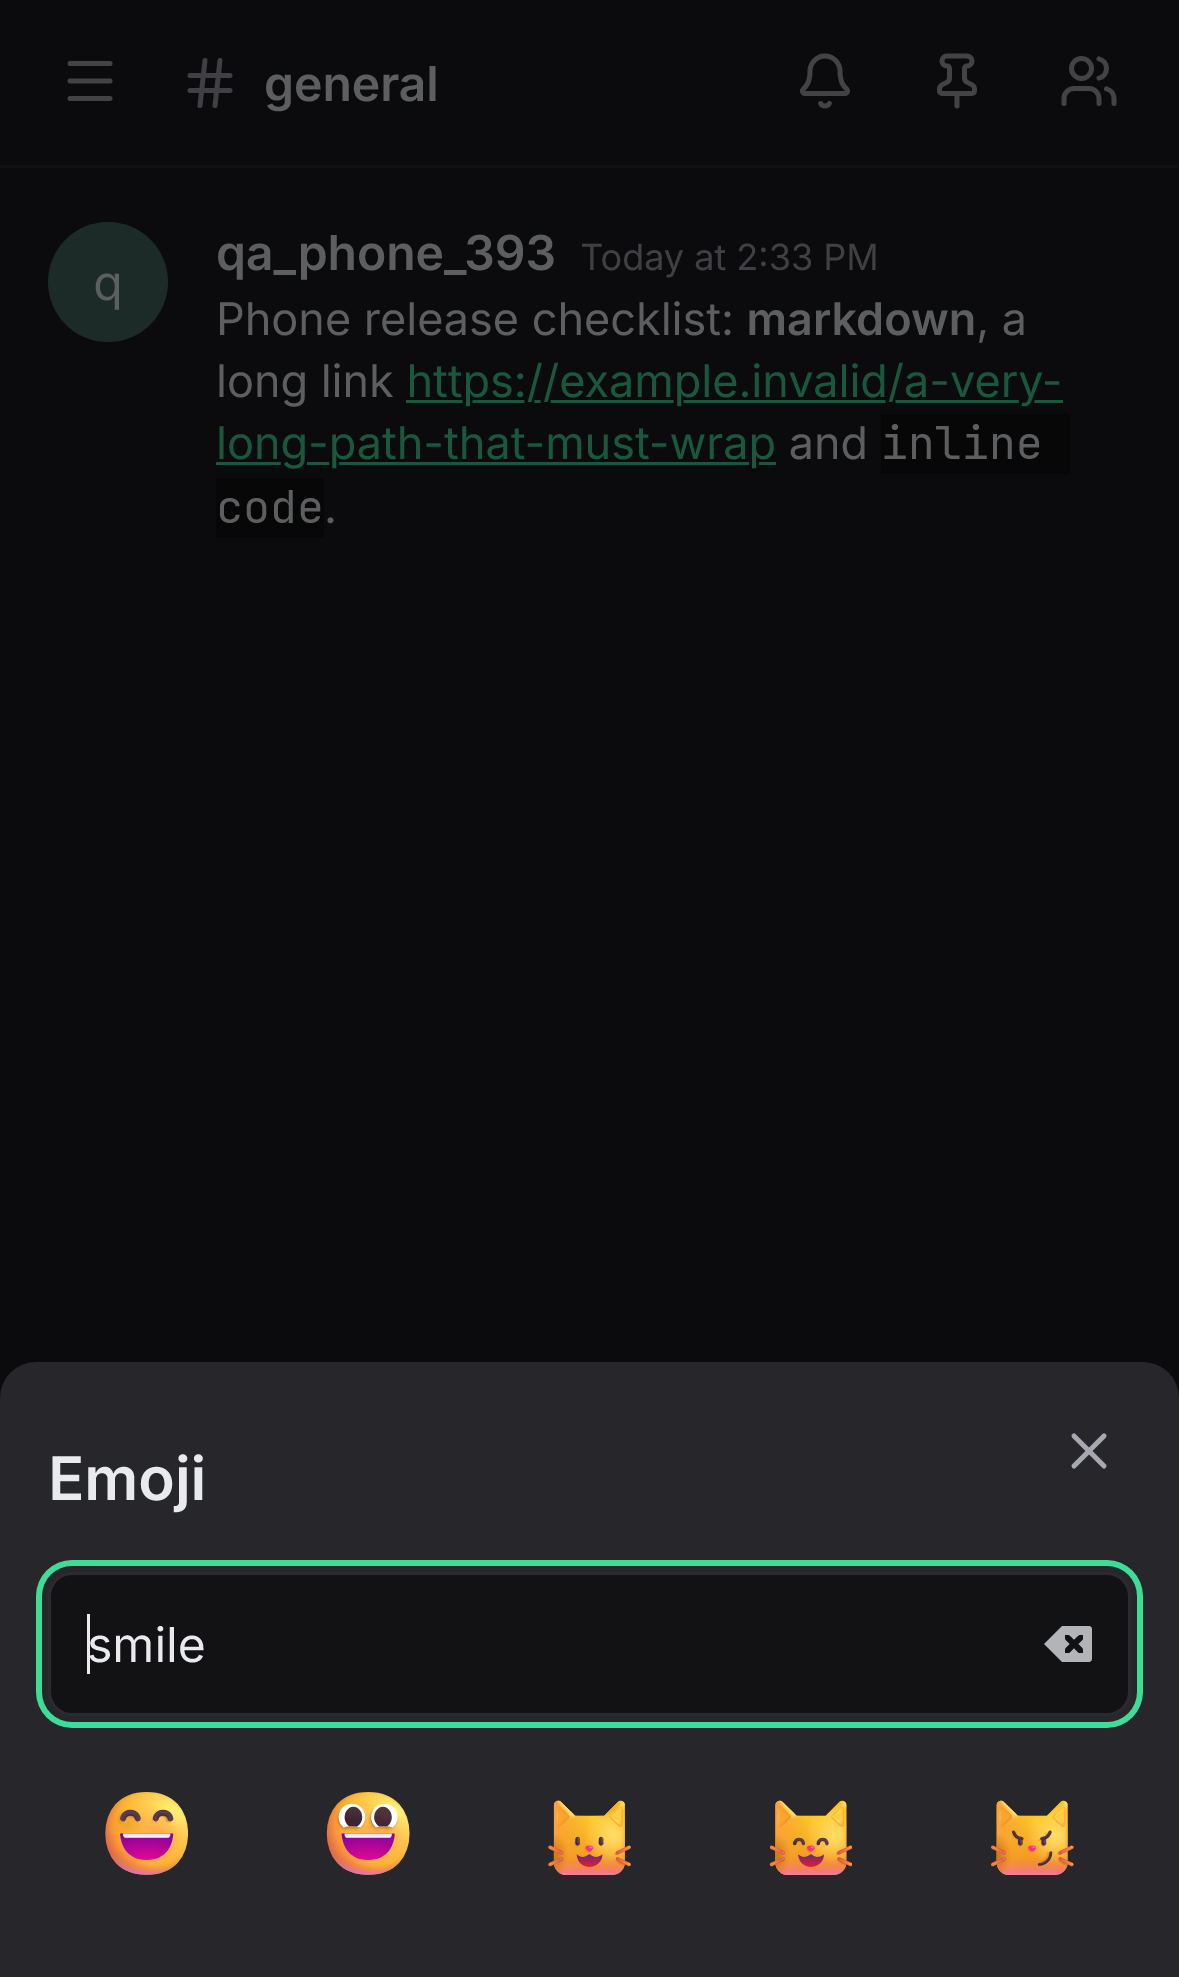 # general
q
qa_phone_393 Today at 2:33 PM
Phone release checklist: markdown, a
long link https://example.invalid/a-very-
long-path-that-must-wrap and inline
code.
Emoji
smile